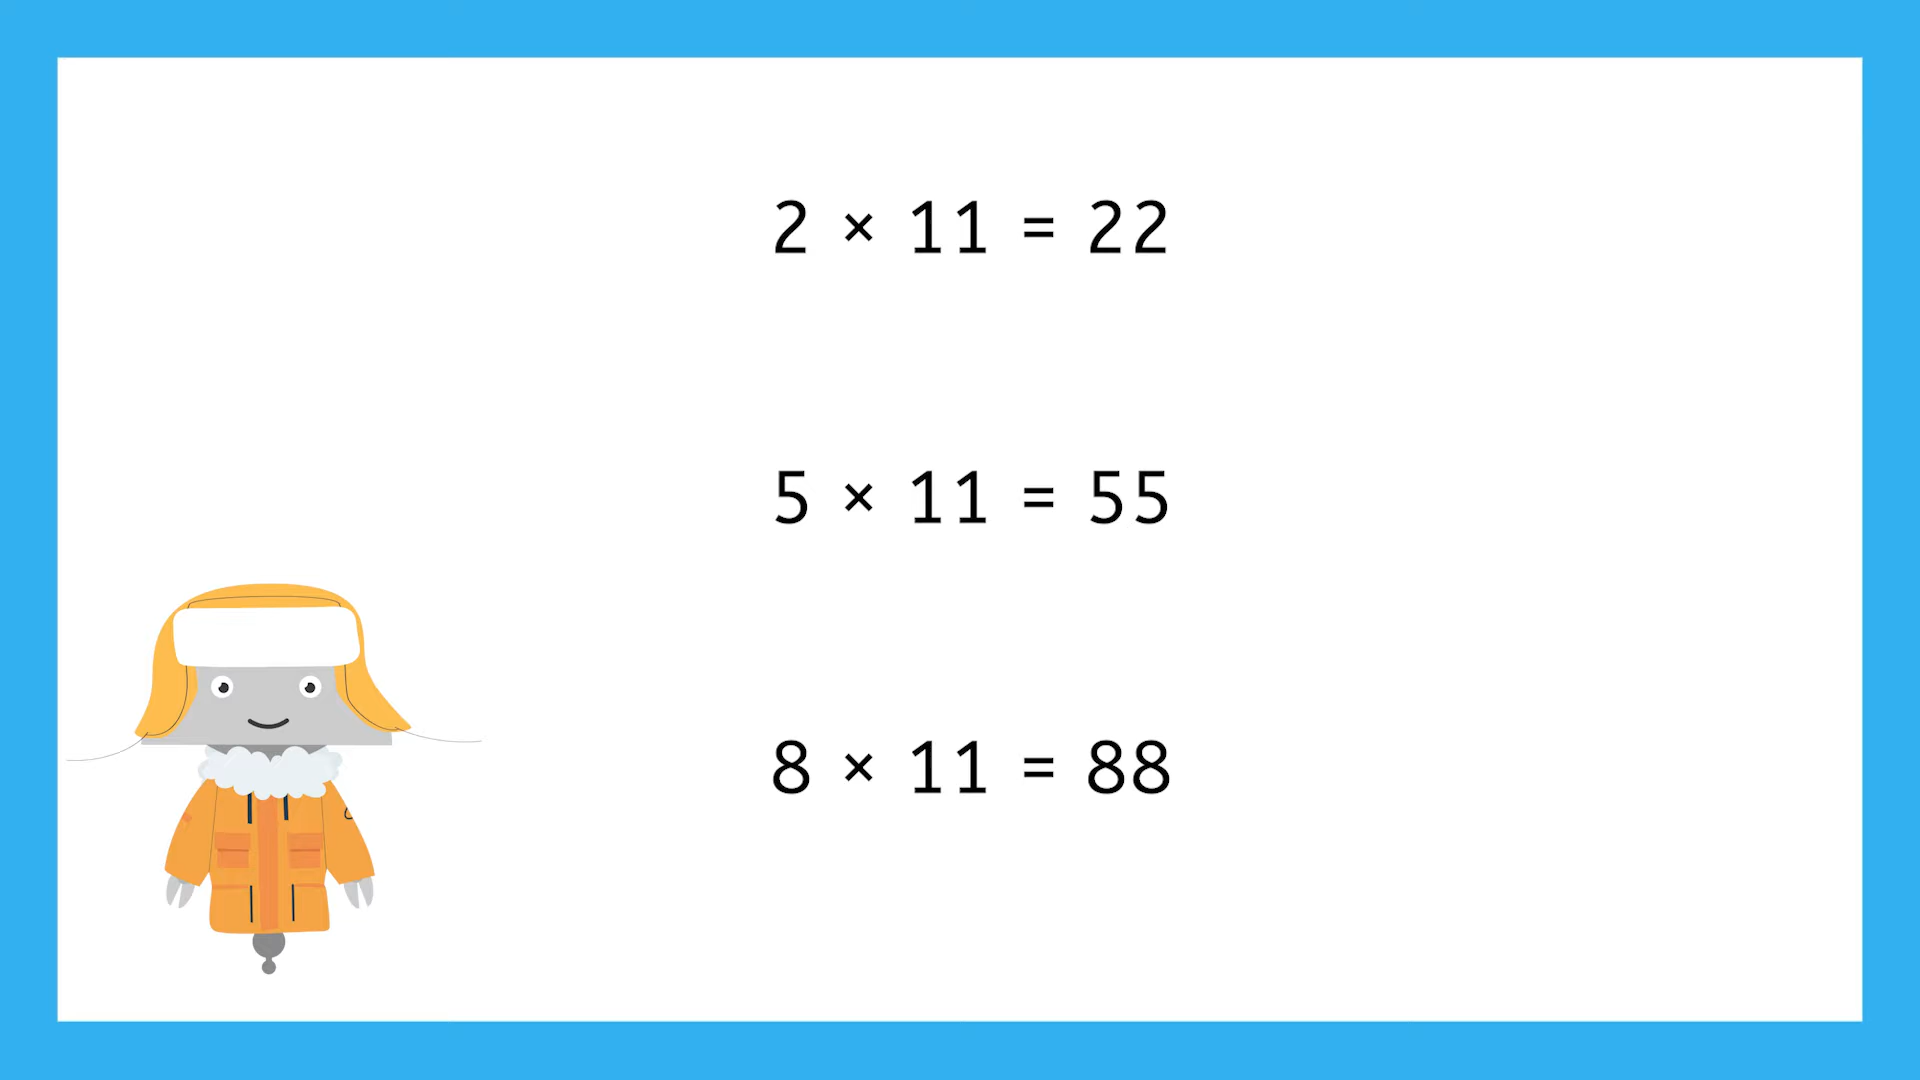 2 × 11 = 22
5 × 11 = 55
8 × 11 = 88